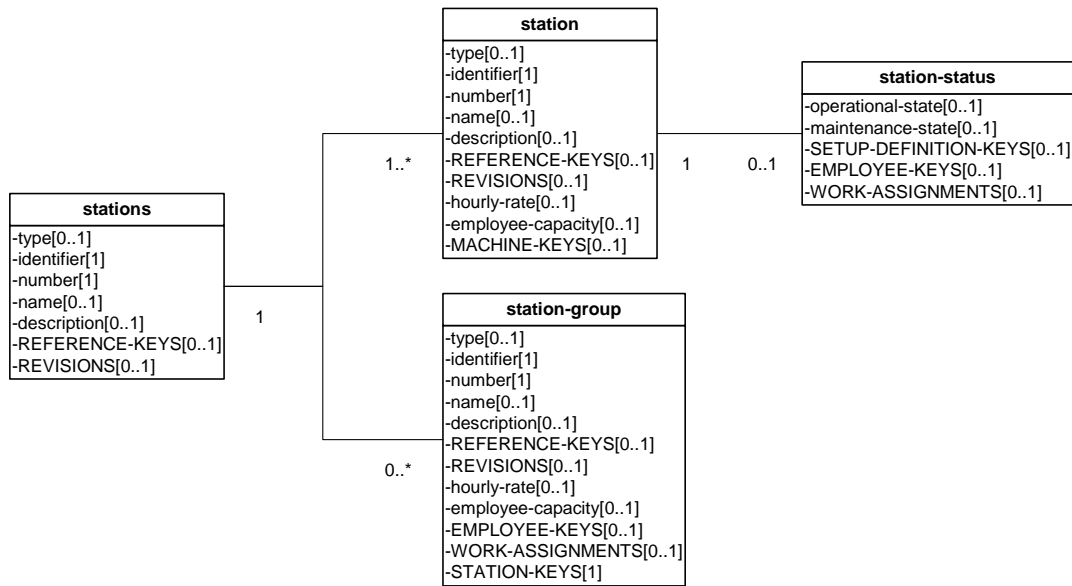 station
-type[0..1]
-identifier[1]
-number[1]
-name[0..1]
-description[0..1]
-REFERENCE-KEYS[0..1]
-REVISIONS[0..1]
-hourly-rate[0..1]
-employee-capacity[0..1]
-MACHINE-KEYS[0..1]
station-status
-operational-state[0..1]
-maintenance-state[0..1]
-SETUP-DEFINITION-KEYS[0..1]
-EMPLOYEE-KEYS[0..1]
-WORK-ASSIGNMENTS[0..1]
1..*
1
0..1
stations
-type[0..1]
-identifier[1]
-number[1]
-name[0..1]
-description[0..1]
-REFERENCE-KEYS[0..1]
-REVISIONS[0..1]
1
station-group
-type[0..1]
-identifier[1]
-number[1]
-name[0..1]
-description[0..1]
-REFERENCE-KEYS[0..1]
-REVISIONS[0..1]
-hourly-rate[0..1]
-employee-capacity[0..1]
-EMPLOYEE-KEYS[0..1]
-WORK-ASSIGNMENTS[0..1]
-STATION-KEYS[1]
0..*